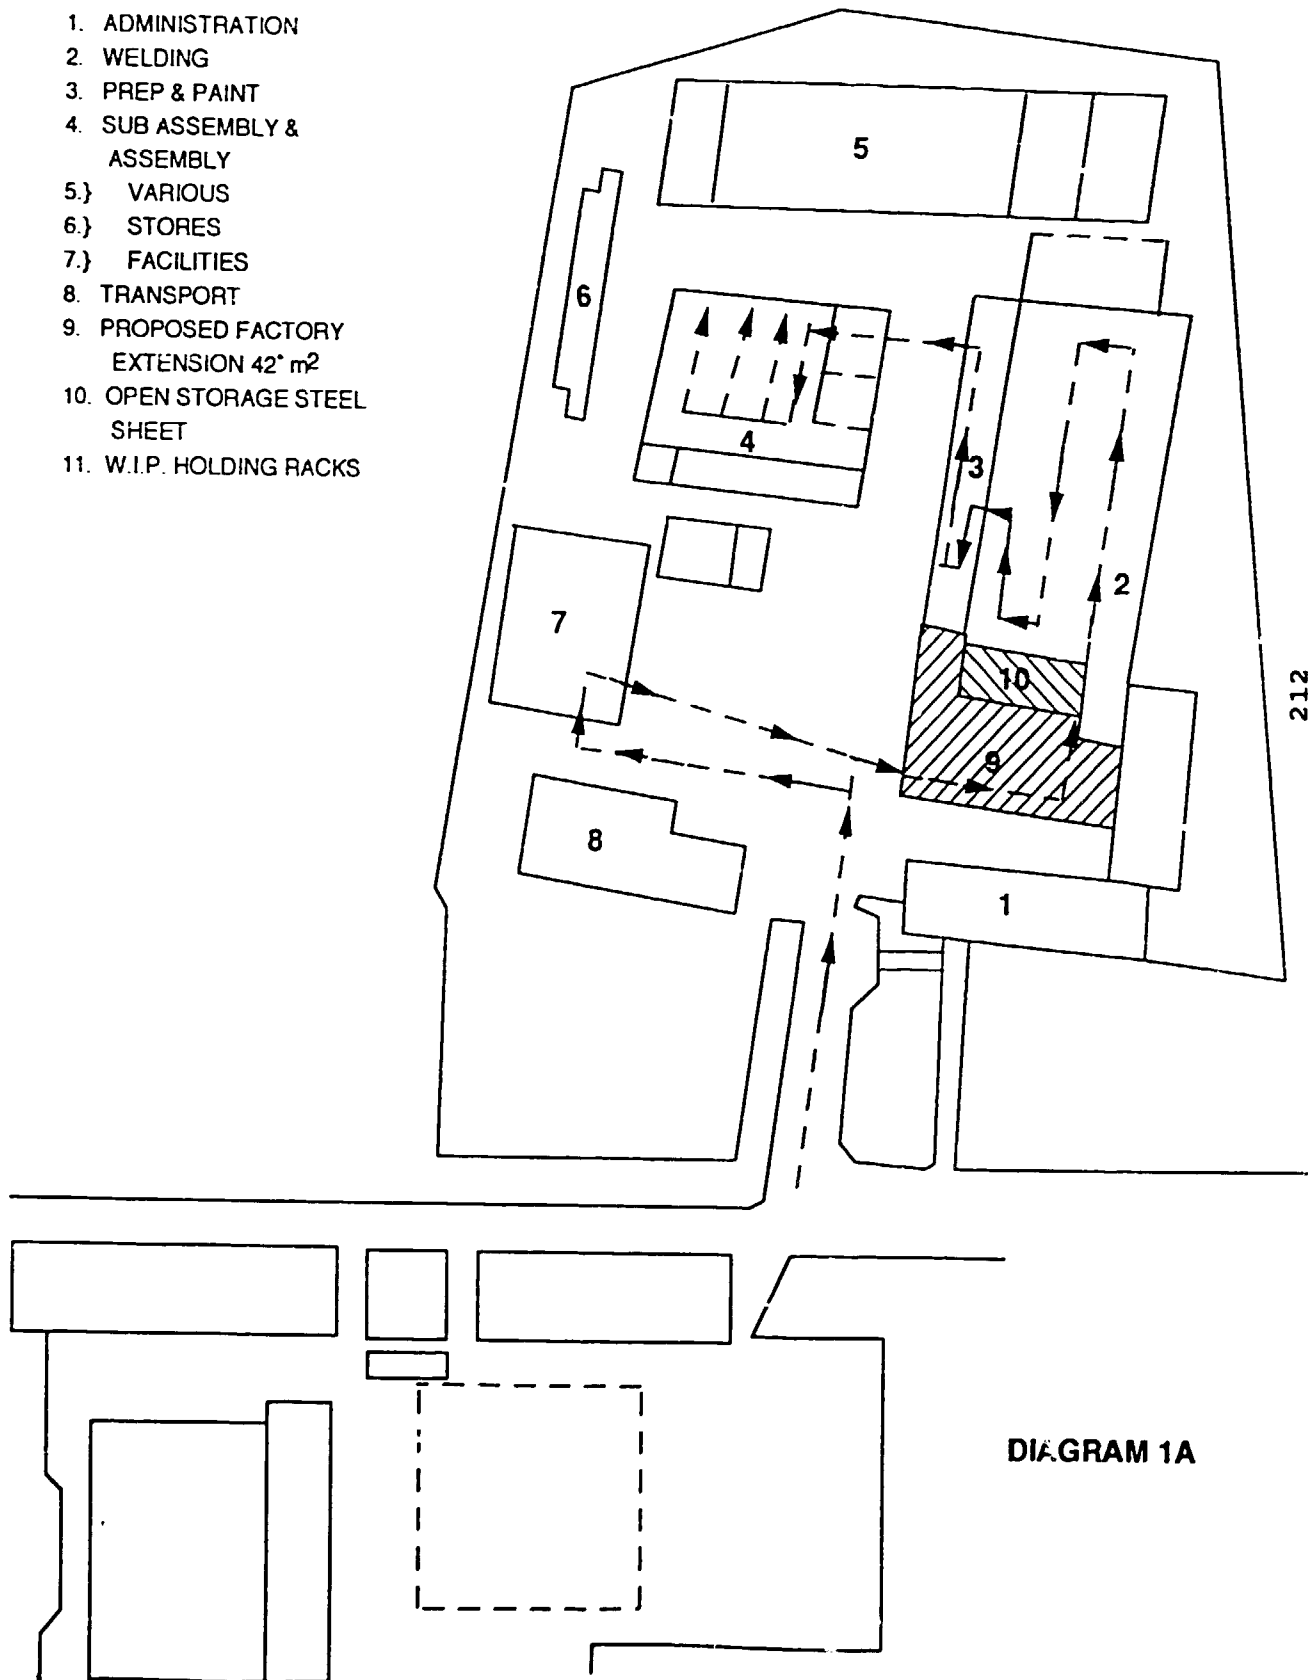 1. ADMINISTRATION
2. WELDING
3. PREP & PAINT
4. SUB ASSEMBLY &
ASSEMBLY
5.} VARIOUS
6.} STORES
7.} FACILITIES
8. TRANSPORT
9. PROPOSED FACTORY
EXTENSION 42* m²
10. OPEN STORAGE STEEL
SHEET
11. W.I.P. HOLDING RACKS
5
6
4
3
2
7
10
212
9
8
1
DIAGRAM 1A